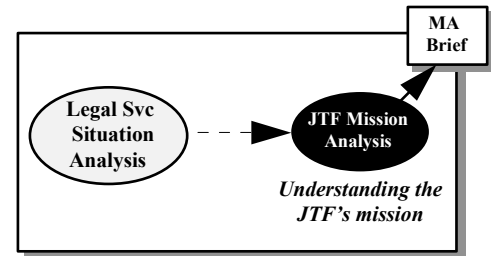 MA
Brief
Legal Svc
Situation
Analysis
JTF Mission
Analysis
Understanding the
JTF's mission